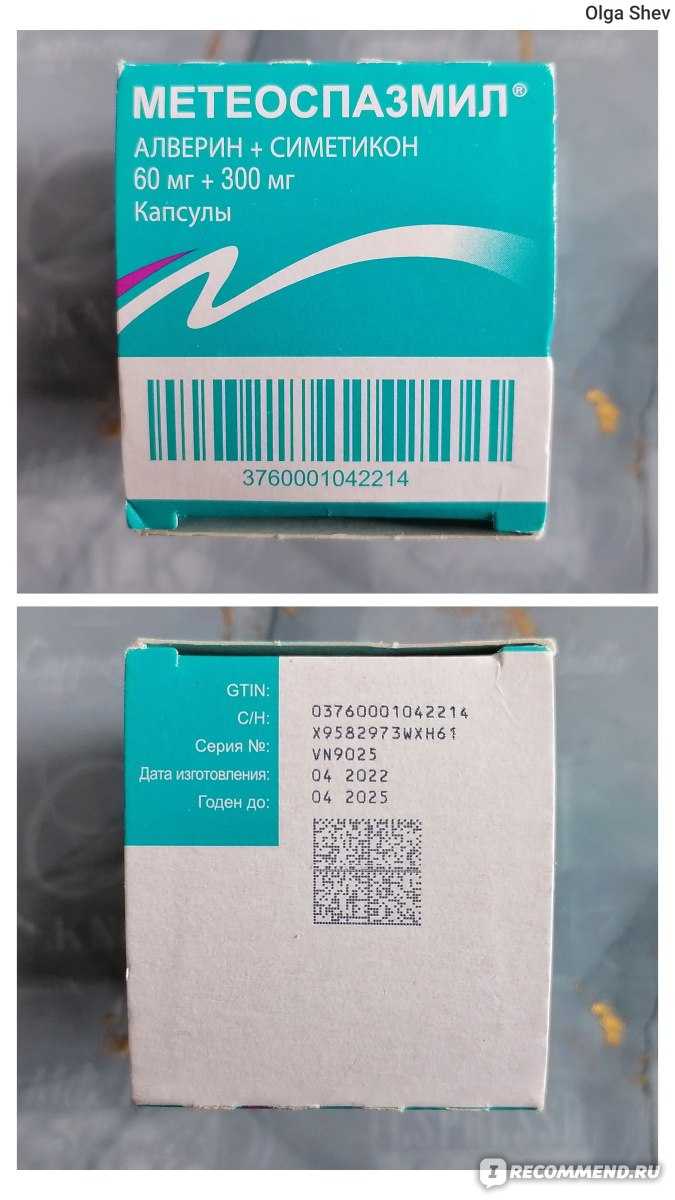 Olga Shev
МЕТЕОСПАЗМИЛ®
АЛВЕРИН + СИМЕТИКОН
60 мг + 300 мг
Капсулы
3760001042214
GTIN: 03760001042214
С/Н: X9582973WXH61
Серия №: VN9025
Дата изготовления: 04 2022
Годен до: 04 2025
IRECOMMEND.RU